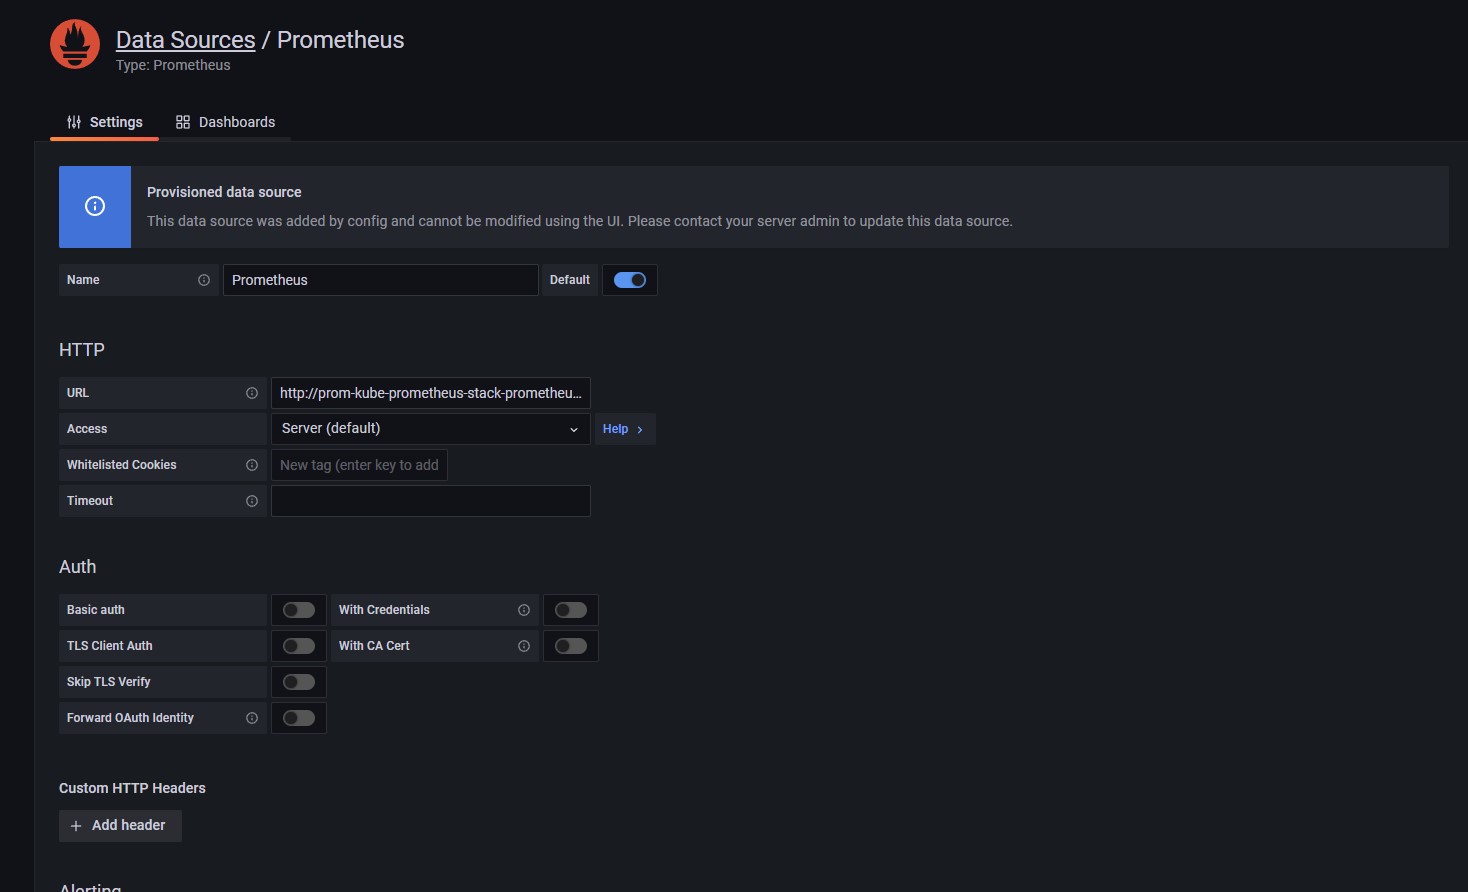 Data Sources / Prometheus
Type: Prometheus
Settings
Dashboards
Provisioned data source
This data source was added by config and cannot be modified using the UI. Please contact your server admin to update this data source.
Name
Prometheus
Default
HTTP
URL
http://prom-kube-prometheus-stack-prometheu...
Access
Server (default)
Help
Whitelisted Cookies
New tag (enter key to add
Timeout
Auth
Basic auth
With Credentials
TLS Client Auth
With CA Cert
Skip TLS Verify
Forward OAuth Identity
Custom HTTP Headers
Add header
Alerting